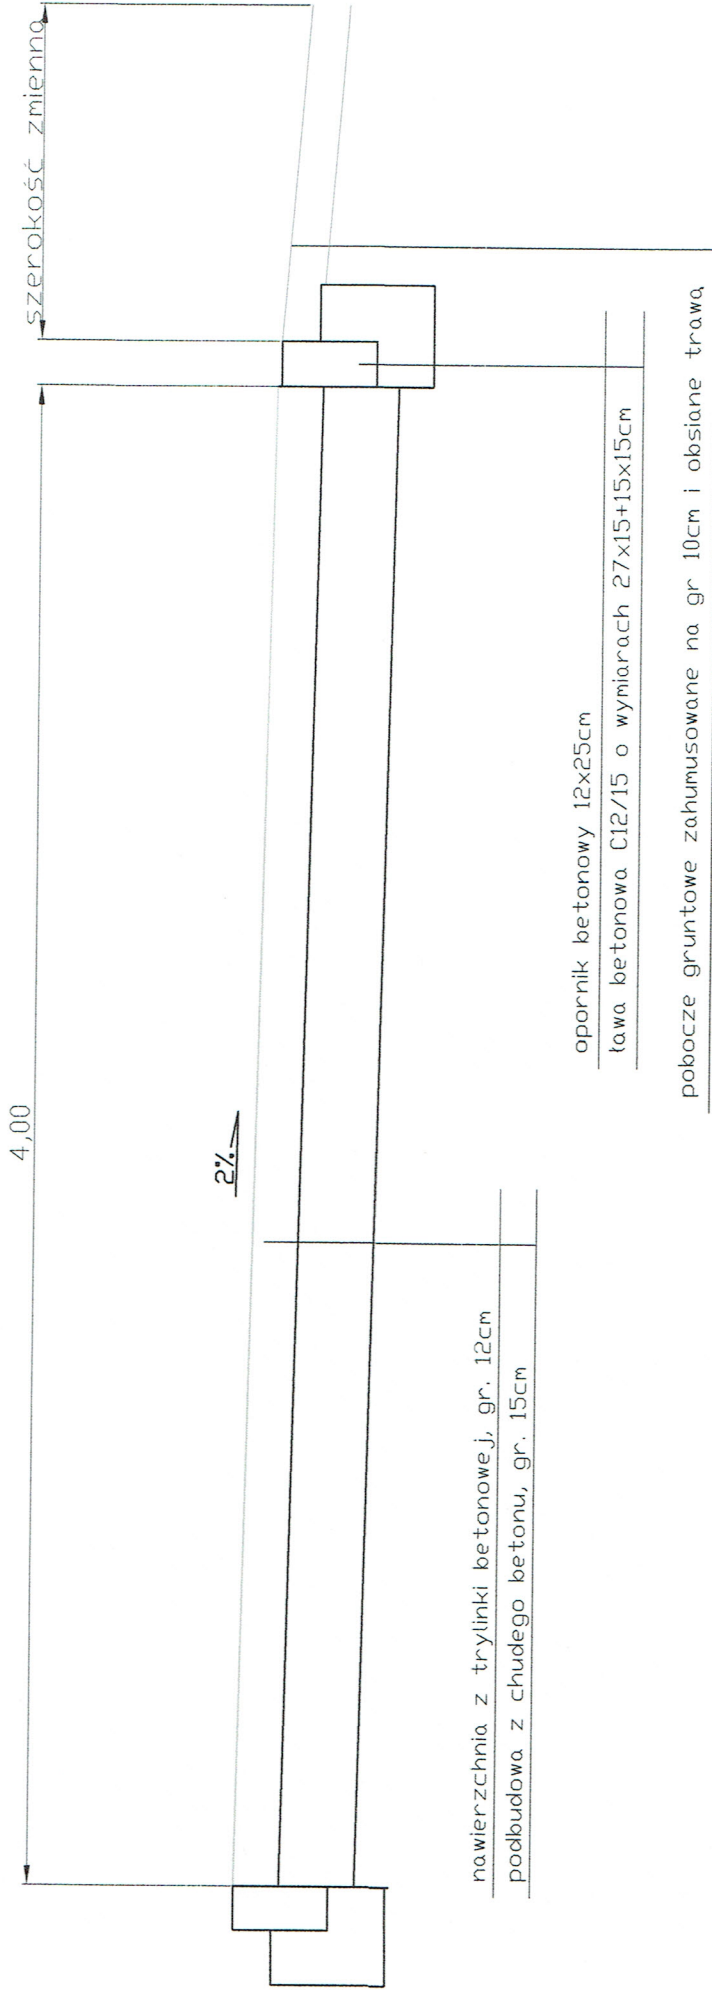 4,00
szerokość zmienna
2%
nawierzchnia z trylinki betonowej, gr. 12cm
podbudowa z chudego betonu, gr. 15cm
opornik betonowy 12x25cm
ława betonowa C12/15 o wymiarach 27x15+15x15cm
pobocze gruntowe zahumusowane na gr 10cm i obsiane trawą